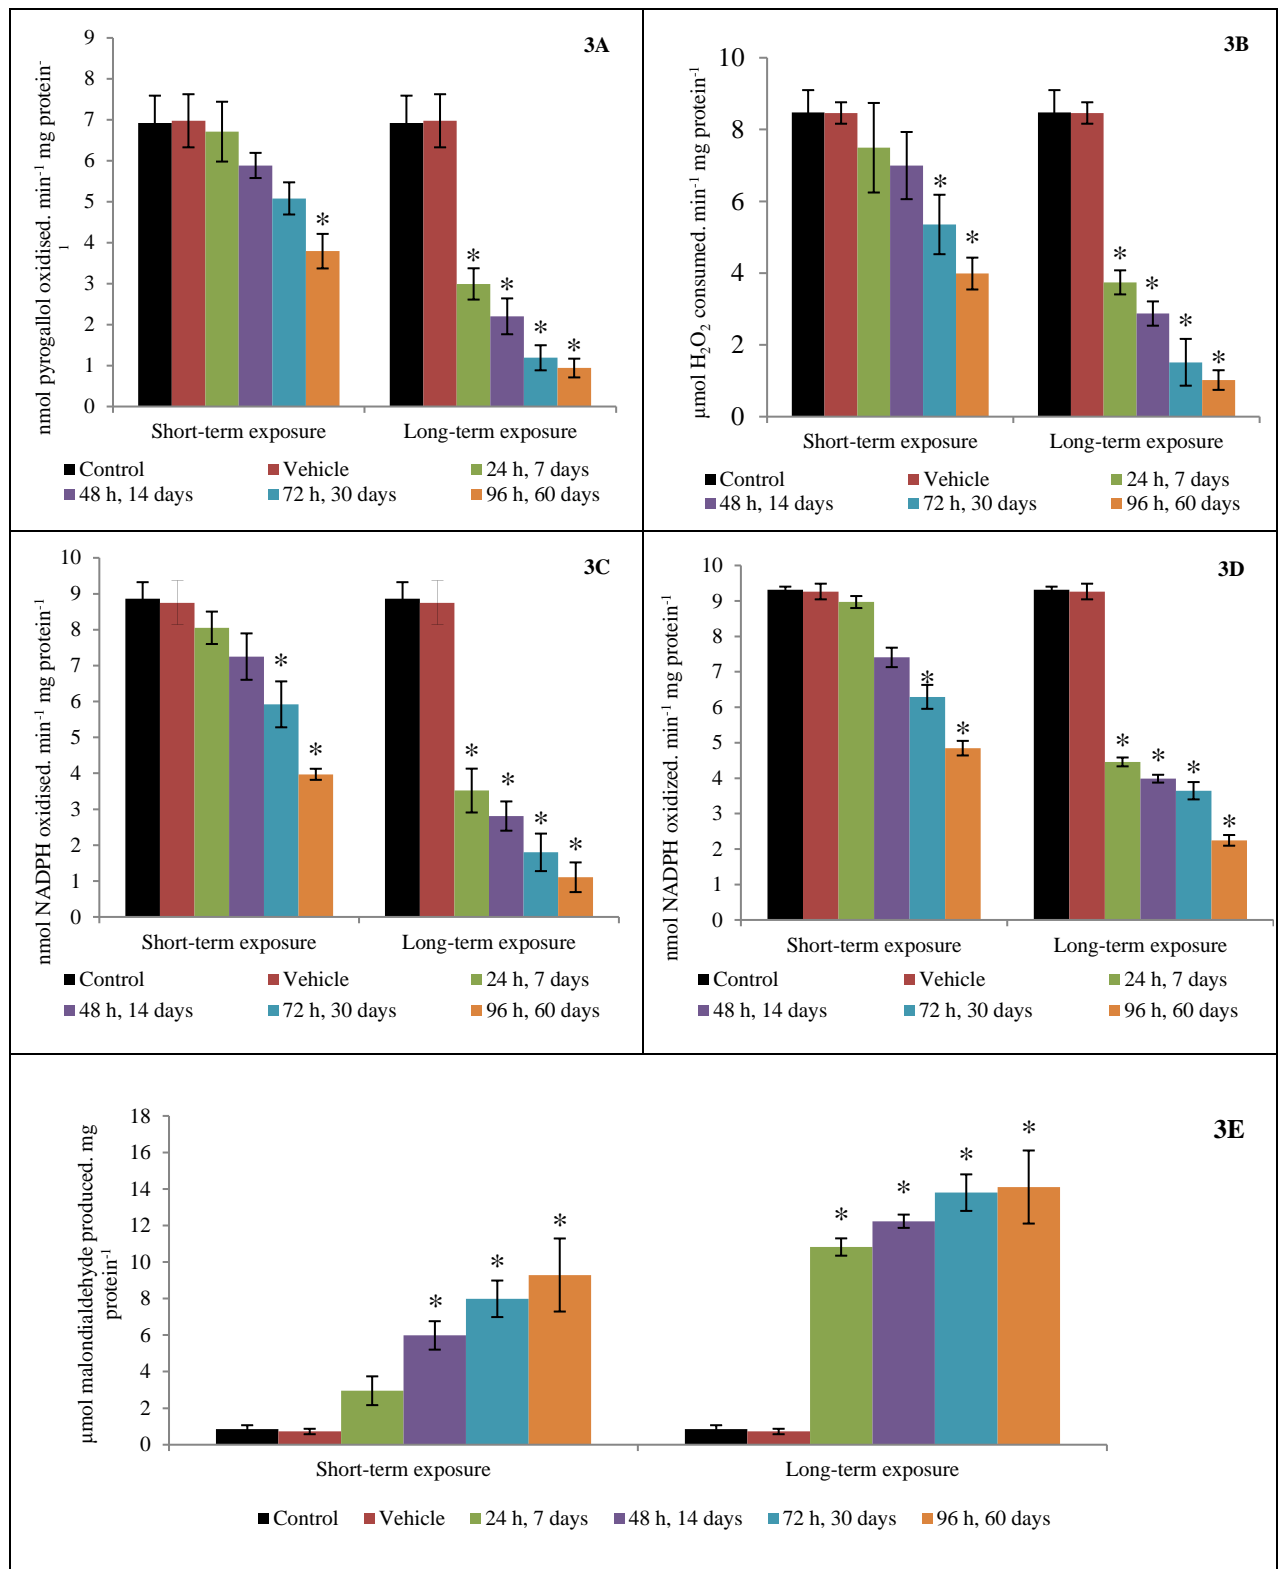 3A
nmol pyrogallol oxidised. min⁻¹ mg protein⁻
1
9
8
7
6
5
4
3
2
1
0
* * * * *
Short-term exposure Long-term exposure
Control Vehicle 24 h, 7 days
48 h, 14 days 72 h, 30 days 96 h, 60 days
3B
µmol H₂O₂ consumed. min⁻¹ mg protein⁻¹
10
8
6
4
2
0
* * * * * *
Short-term exposure Long-term exposure
Control Vehicle 24 h, 7 days
48 h, 14 days 72 h, 30 days 96 h, 60 days
3C
nmol NADPH oxidised. min⁻¹ mg protein⁻¹
10
9
8
7
6
5
4
3
2
1
0
* * * * * *
Short-term exposure Long-term exposure
Control Vehicle 24 h, 7 days
48 h, 14 days 72 h, 30 days 96 h, 60 days
3D
nmol NADPH oxidized. min⁻¹ mg protein⁻¹
10
9
8
7
6
5
4
3
2
1
0
* * * * * *
Short-term exposure Long-term exposure
Control Vehicle 24 h, 7 days
48 h, 14 days 72 h, 30 days 96 h, 60 days
3E
µmol malondialdehyde produced. mg
protein⁻¹
18
16
14
12
10
8
6
4
2
0
* * * * * * *
Short-term exposure Long-term exposure
Control Vehicle 24 h, 7 days 48 h, 14 days 72 h, 30 days 96 h, 60 days